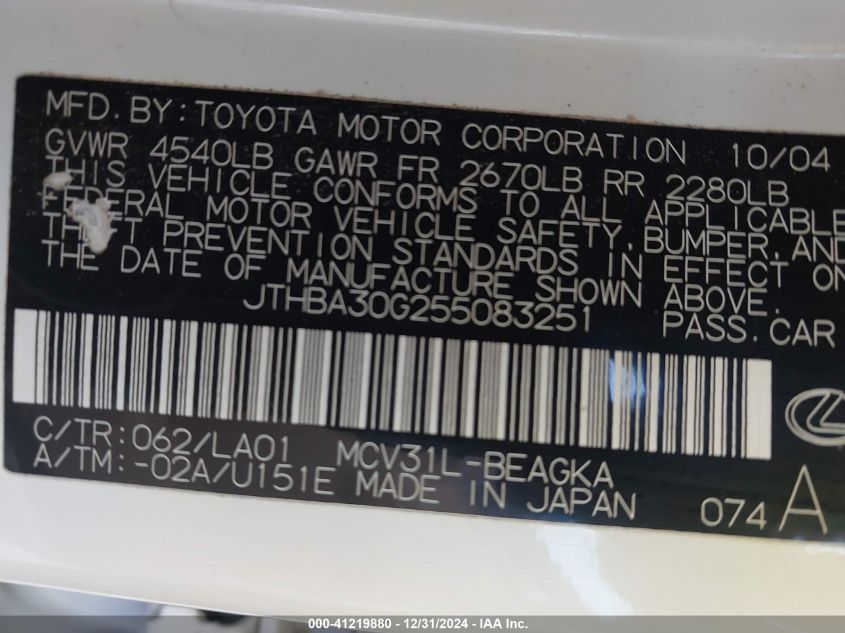 MFD. BY: TOYOTA MOTOR CORPORATION 10/04
GVWR 4540LB GAWR FR 2670LB RR 2280LB
THIS VEHICLE CONFORMS TO ALL APPLICABLE
FEDERAL MOTOR VEHICLE SAFETY, BUMPER, AND
PREVENTION STANDARDS IN EFFECT ON
THE DATE OF MANUFACTURE SHOWN ABOVE.
JTHBA30G255083251 PASS. CAR
C/TR: 062/LA01 MCV31L-BEAGKA
A/TM: -02A/U151E MADE IN JAPAN 074 A
000-41219880 - 12/31/2024 - IAA Inc.